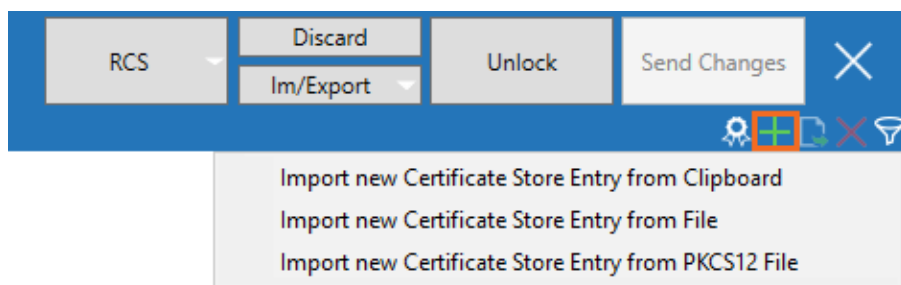 RCS
Discard
Im/Export
Unlock
Send Changes
Import new Certificate Store Entry from Clipboard
Import new Certificate Store Entry from File
Import new Certificate Store Entry from PKCS12 File